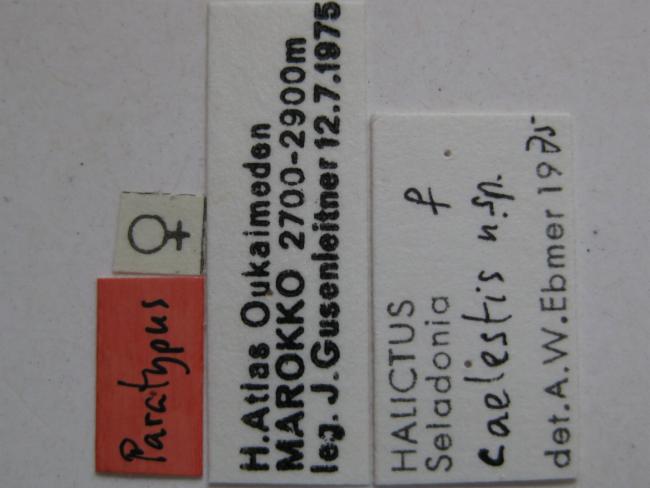 ♀
Paratypus
H.Atlas Oukaimeden
MAROKKO 2700-2900m
leg. J.Gusenleitner 12.7.1975
HALICTUS
Seladonia f
caelestis n.sp.
det.A.W.Ebmer 1975